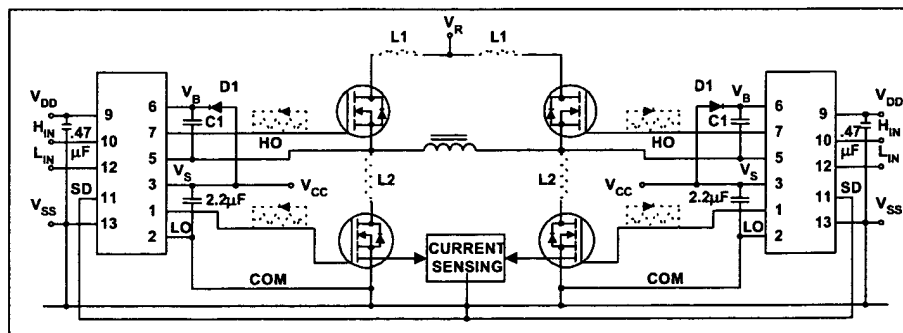 V_R
L1 L1
D1 D1
V_B V_B
C1 C1
V_DD 9 6 6 9 V_DD
H_IN 10 7 HO HO 7 10 H_IN
.47 µF .47 µF
L_IN 12 5 5 12 L_IN
V_S V_S
L2 L2
SD 11 3 V_CC V_CC 3 11 SD
2.2µF 2.2µF
V_SS 13 1 1 13 V_SS
LO LO
2 2
CURRENT
SENSING
COM COM